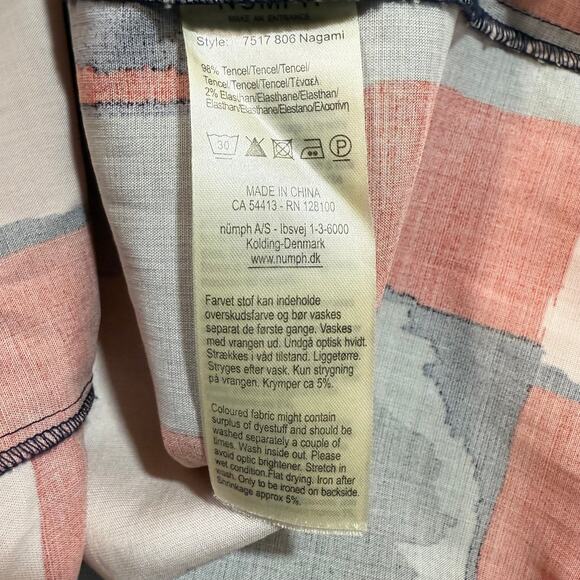 MAKE AN ENTRANCE
Style: 7517 806 Nagami
98% Tencel/Tencel/Tencel/
Tencel/Tencel/Tencel/Τένσελ
2% Elasthan/Elasthane/Elasthan/
Elasthan/Elasthane/Elastano/Ελαστίνη
30
P
MADE IN CHINA
CA 54413 - RN 128100
nümph A/S - Ibsvej 1-3-6000
Kolding-Denmark
www.numph.dk
Farvet stof kan indeholde
overskudsfarve og bør vaskes
separat de første gange. Vaskes
med vrangen ud. Undgå optisk hvidt.
Strækkes i våd tilstand. Liggetørre.
Stryges efter vask. Kun strygning
på vrangen. Krymper ca 5%.
Coloured fabric might contain
surplus of dyestuff and should be
washed separately a couple of
times. Wash inside out. Please
avoid optic brightener. Stretch in
wet condition.Flat drying. Iron after
wash. Only to be ironed on backside.
Shrinkage approx 5%.